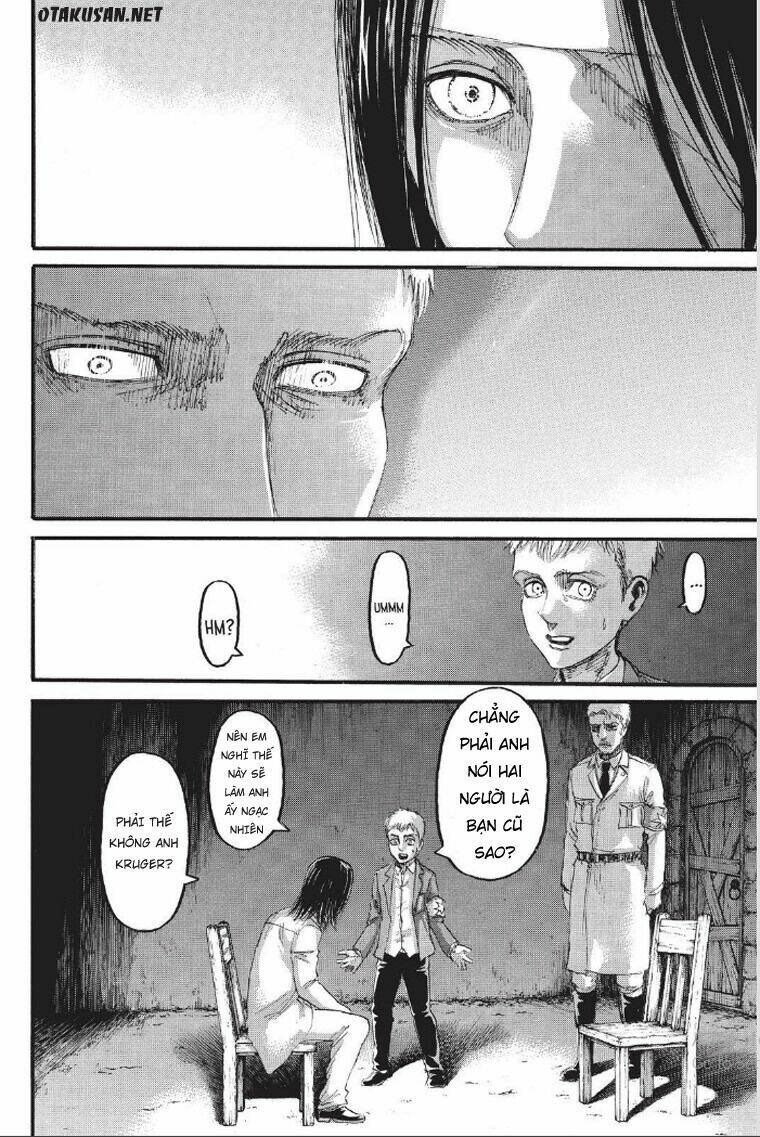 OTAKUSAN.NET
...
UMMM
...
HM?
CHẲNG
PHẢI ANH
NÓI HAI
NGƯỜI LÀ
BẠN CŨ
SAO?
NÊN EM
NGHĨ THẾ
NÀY SẼ
LÀM ANH
ẤY NGẠC
NHIÊN
PHẢI THẾ
KHÔNG ANH
KRUGER?